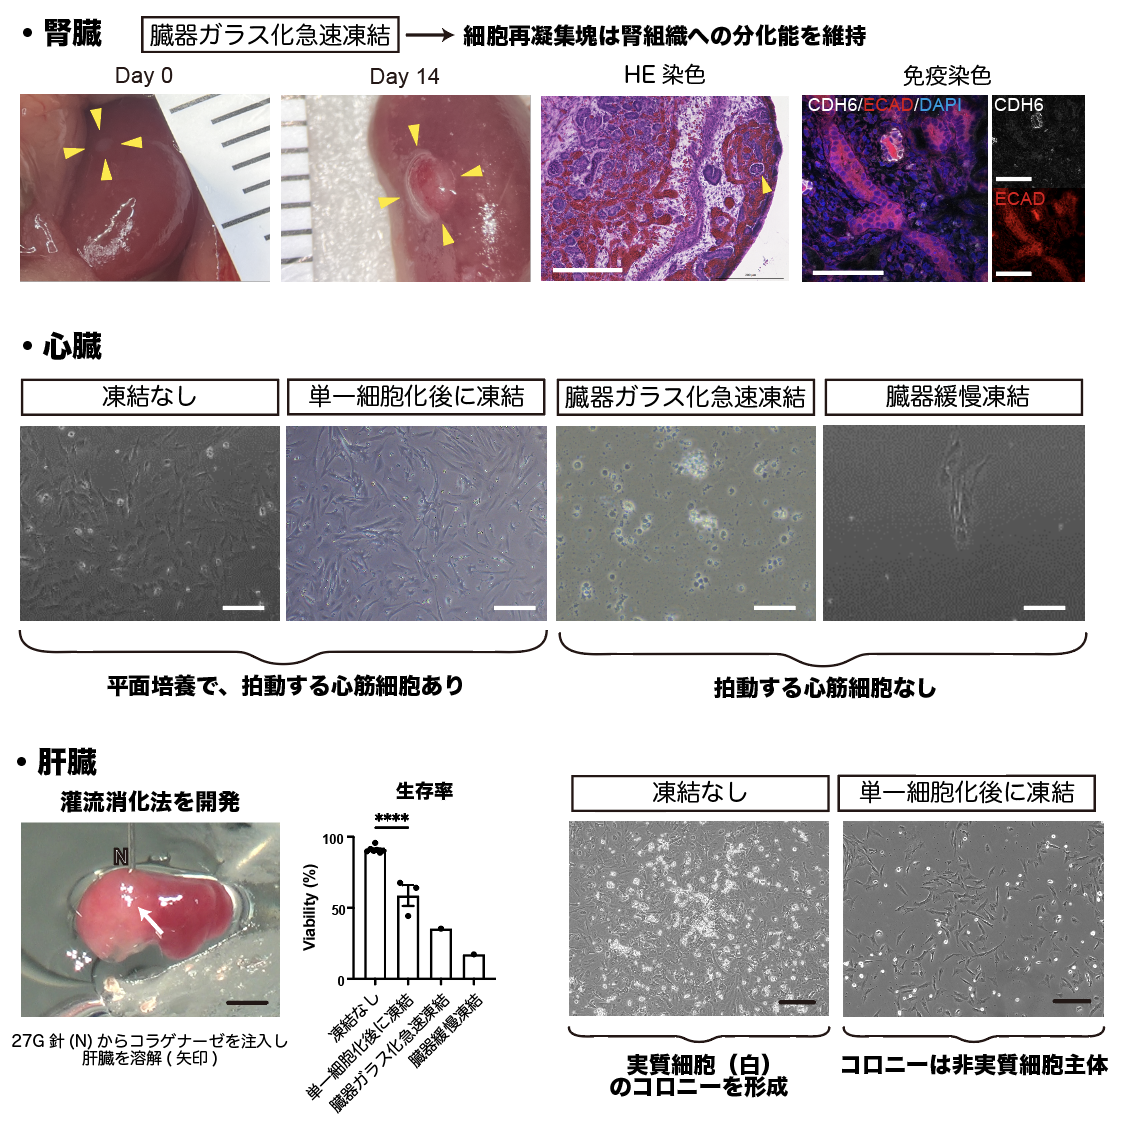 ・腎臓
臓器ガラス化急速凍結
細胞再凝集塊は腎組織への分化能を維持
Day 0
Day 14
HE 染色
免疫染色
CDH6/ECAD/DAPI
CDH6
ECAD
・心臓
凍結なし
単一細胞化後に凍結
臓器ガラス化急速凍結
臓器緩慢凍結
平面培養で、拍動する心筋細胞あり
拍動する心筋細胞なし
・肝臓
灌流消化法を開発
N
27G 針 (N) からコラゲナーゼを注入し
肝臓を溶解 ( 矢印 )
生存率
****
100
50
0
Viability (%)
凍結なし
単一細胞化後に凍結
臓器ガラス化急速凍結
臓器緩慢凍結
凍結なし
単一細胞化後に凍結
実質細胞（白）
のコロニーを形成
コロニーは非実質細胞主体